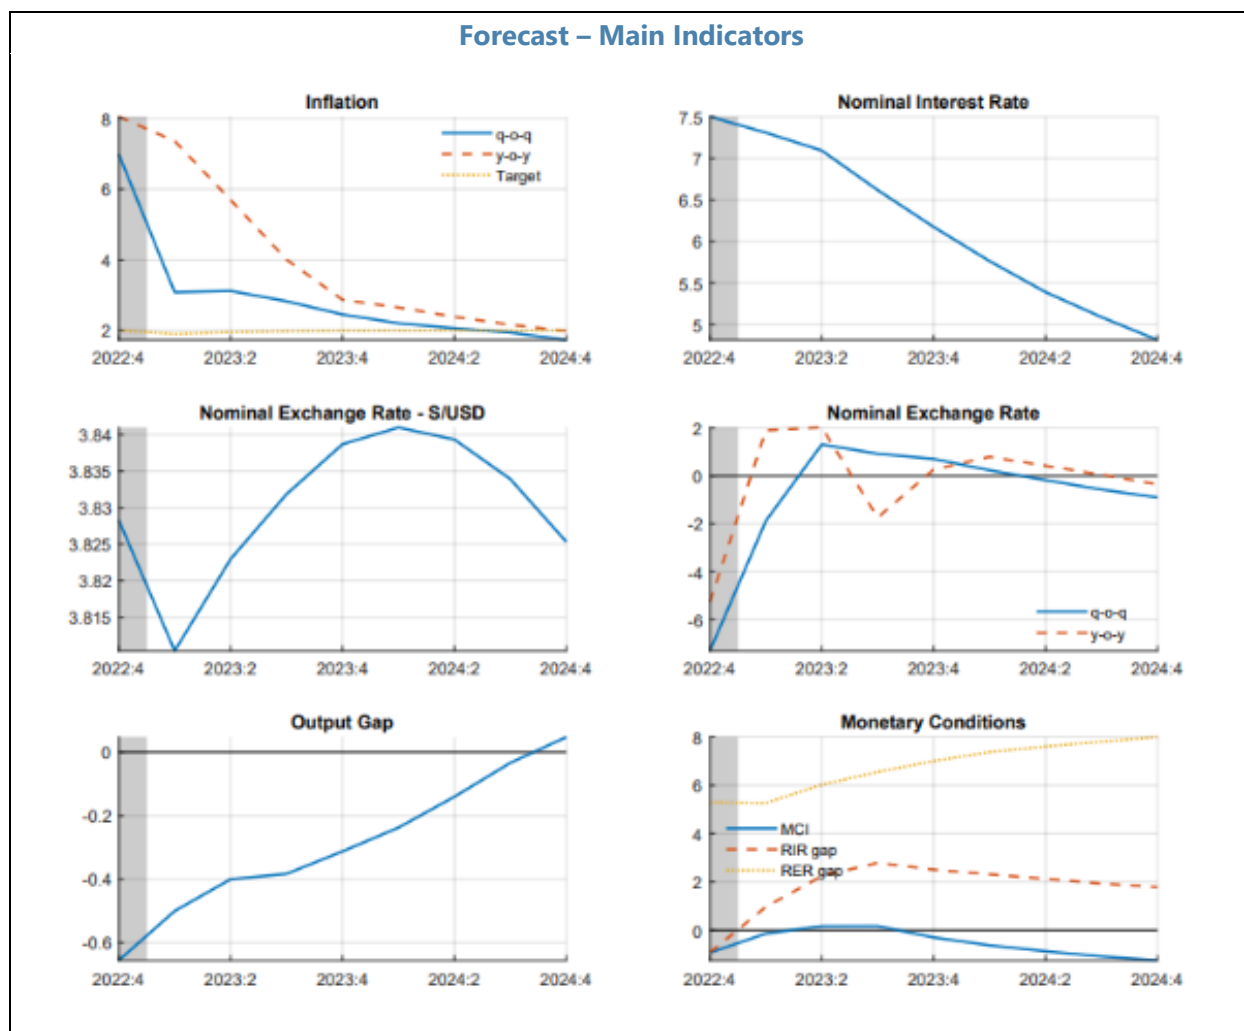 Forecast – Main Indicators
Inflation
8
6
4
2
q-o-q
y-o-y
Target
2022:4 2023:2 2023:4 2024:2 2024:4
Nominal Interest Rate
7.5
7
6.5
6
5.5
5
2022:4 2023:2 2023:4 2024:2 2024:4
Nominal Exchange Rate - S/USD
3.84
3.835
3.83
3.825
3.82
3.815
2022:4 2023:2 2023:4 2024:2 2024:4
Nominal Exchange Rate
2
0
-2
-4
-6
q-o-q
y-o-y
2022:4 2023:2 2023:4 2024:2 2024:4
Output Gap
0
-0.2
-0.4
-0.6
2022:4 2023:2 2023:4 2024:2 2024:4
Monetary Conditions
8
6
4
2
0
MCI
RIR gap
RER gap
2022:4 2023:2 2023:4 2024:2 2024:4